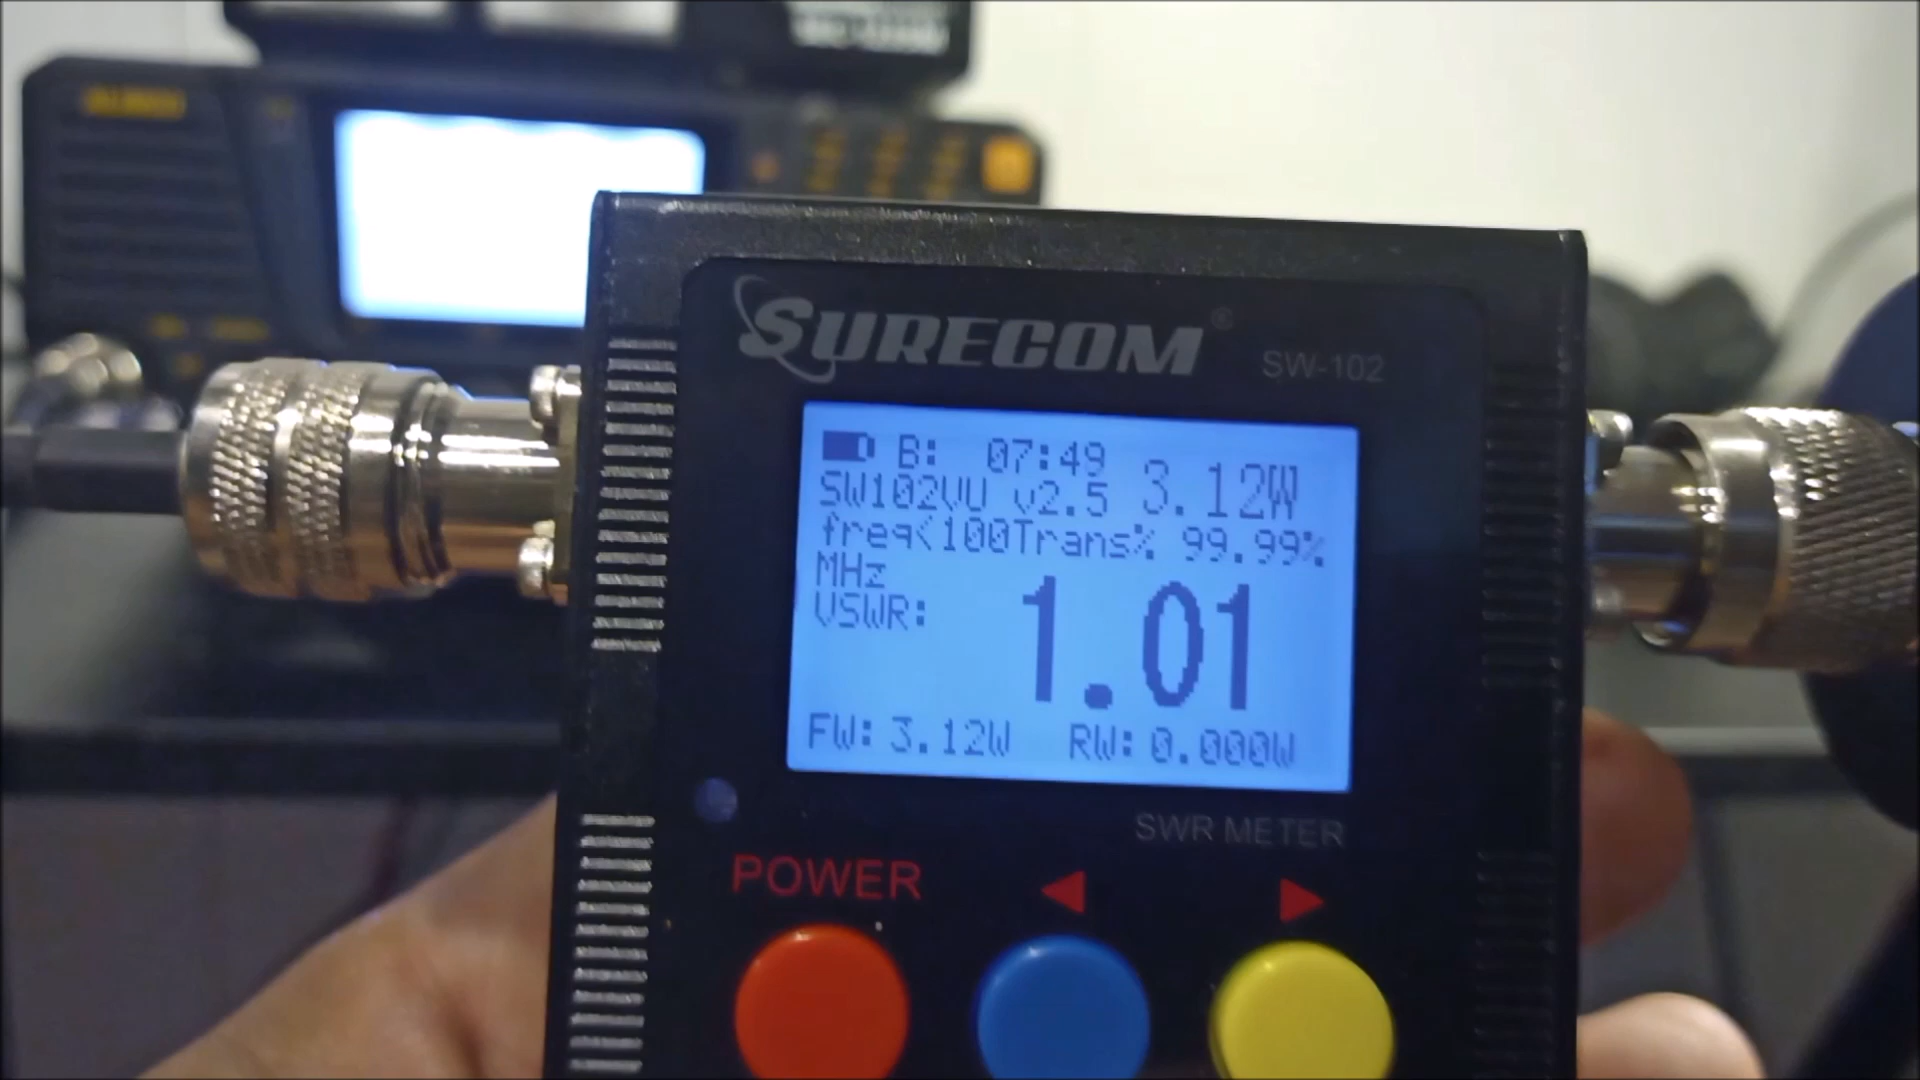 SURECOM®
SW-102
B: 07:49
SW102VU v2.5 3.12W
freq<100Trans% 99.99%
MHz
VSWR: 1.01
FW: 3.12W RW: 0.000W
SWR METER
POWER ◀ ▶